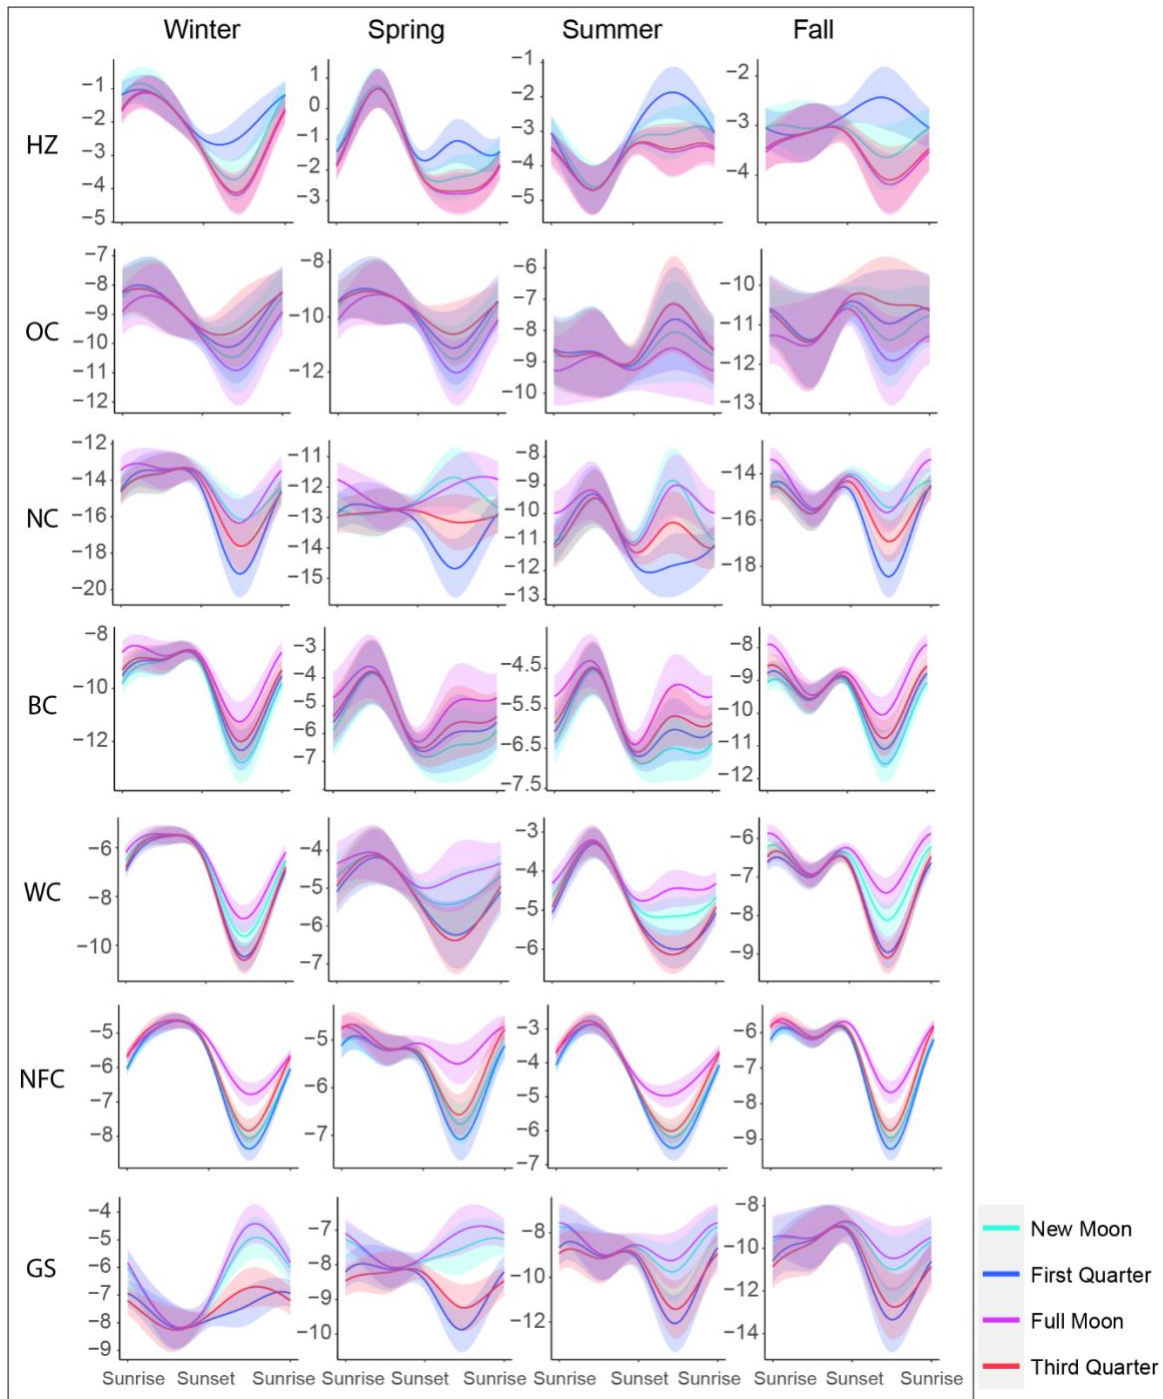 Winter Spring Summer Fall
HZ
−1 −2 −3 −4 −5
1 0 −1 −2 −3
−1 −2 −3 −4 −5
−2 −3 −4
OC
−7 −8 −9 −10 −11 −12
−8 −10 −12
−6 −7 −8 −9 −10
−10 −11 −12 −13
NC
−12 −14 −16 −18 −20
−11 −12 −13 −14 −15
−8 −9 −10 −11 −12 −13
−14 −16 −18
BC
−8 −10 −12
−3 −4 −5 −6 −7
−4.5 −5.5 −6.5 −7.5
−8 −9 −10 −11 −12
WC
−6 −8 −10
−4 −5 −6 −7
−3 −4 −5 −6
−6 −7 −8 −9
NFC
−5 −6 −7 −8
−5 −6 −7
−3 −4 −5 −6 −7
−6 −7 −8 −9
GS
−4 −5 −6 −7 −8 −9
−7 −8 −9 −10
−8 −10 −12
−8 −10 −12 −14
Sunrise Sunset Sunrise Sunrise Sunset Sunrise Sunrise Sunset Sunrise Sunrise Sunset Sunrise
New Moon
First Quarter
Full Moon
Third Quarter